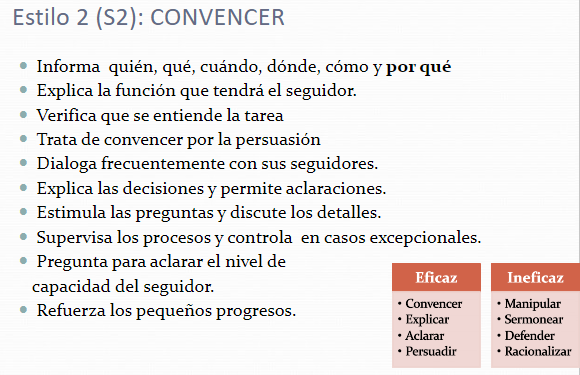 Estilo 2 (S2): CONVENCER
• Informa quién, qué, cuándo, dónde, cómo y por qué
• Explica la función que tendrá el seguidor.
• Verifica que se entiende la tarea
• Trata de convencer por la persuasión
• Dialoga frecuentemente con sus seguidores.
• Explica las decisiones y permite aclaraciones.
• Estimula las preguntas y discute los detalles.
• Supervisa los procesos y controla en casos excepcionales.
• Pregunta para aclarar el nivel de
capacidad del seguidor.
• Refuerza los pequeños progresos.
Eficaz
• Convencer
• Explicar
• Aclarar
• Persuadir
Ineficaz
• Manipular
• Sermonear
• Defender
• Racionalizar